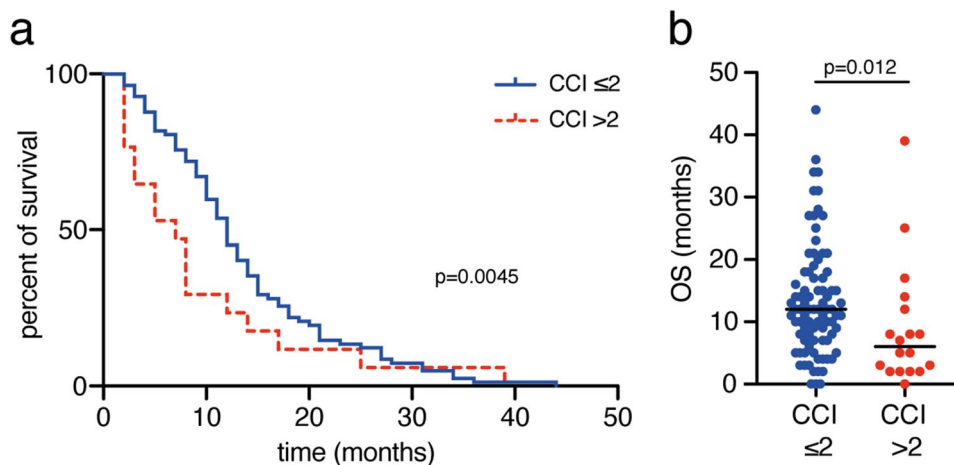 a
percent of survival
100
50
0
0 10 20 30 40 50
time (months)
CCI ≤2
CCI >2
p=0.0045
b
p=0.012
OS (months)
50
40
30
20
10
0
CCI CCI
≤2 >2